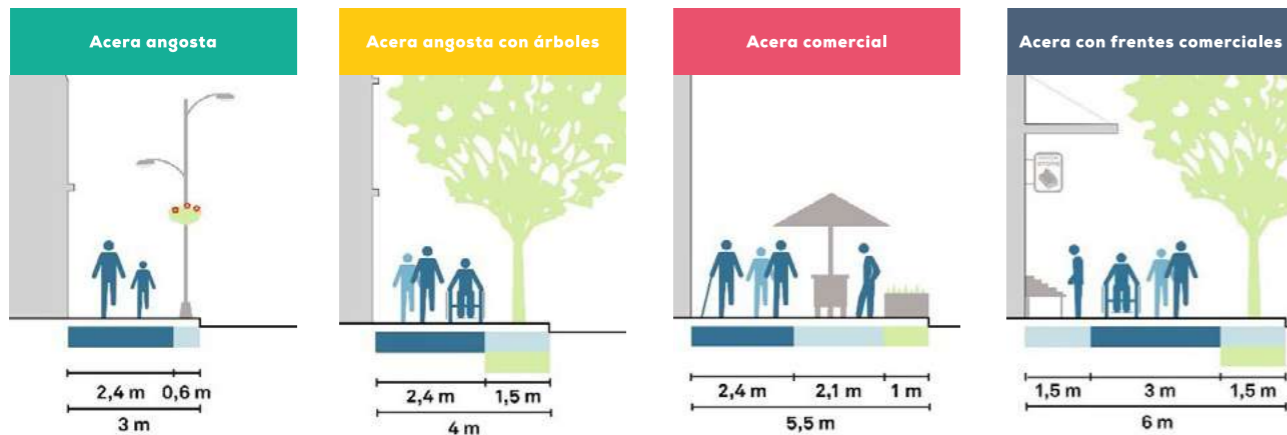 Acera angosta
2,4 m 0,6 m
3 m
Acera angosta con árboles
2,4 m 1,5 m
4 m
Acera comercial
2,4 m 2,1 m 1 m
5,5 m
Acera con frentes comerciales
1,5 m 3 m 1,5 m
6 m